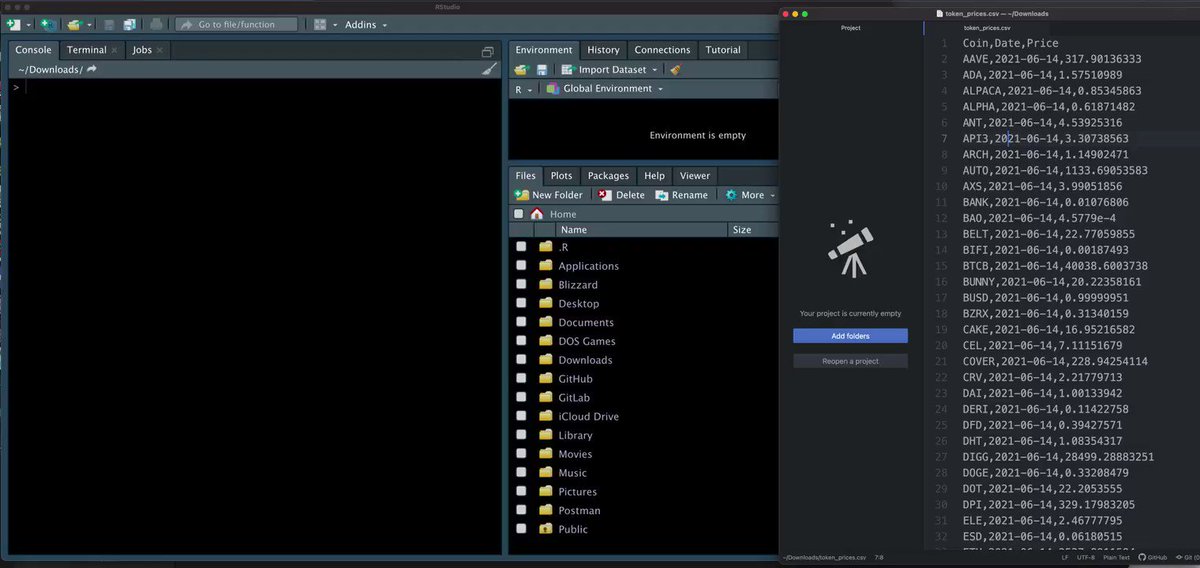 RStudio
Go to file/function
Addins
Console
Terminal
Jobs
~/Downloads/
>
Environment
History
Connections
Tutorial
Import Dataset
R
Global Environment
Environment is empty
Files
Plots
Packages
Help
Viewer
New Folder
Delete
Rename
More
Home
Name
Size
.R
Applications
Blizzard
Desktop
Documents
DOS Games
Downloads
GitHub
GitLab
iCloud Drive
Library
Movies
Music
Pictures
Postman
Public
token_prices.csv — ~/Downloads
Project
token_prices.csv
Your project is currently empty
Add folders
Reopen a project
1 Coin,Date,Price
2 AAVE,2021-06-14,317.90136333
3 ADA,2021-06-14,1.57510989
4 ALPACA,2021-06-14,0.85345863
5 ALPHA,2021-06-14,0.61871482
6 ANT,2021-06-14,4.53925316
7 API3,2021-06-14,3.30738563
8 ARCH,2021-06-14,1.14902471
9 AUTO,2021-06-14,1133.69053583
10 AXS,2021-06-14,3.99051856
11 BANK,2021-06-14,0.01076806
12 BAO,2021-06-14,4.5779e-4
13 BELT,2021-06-14,22.77059855
14 BIFI,2021-06-14,0.00187493
15 BTCB,2021-06-14,40038.6003738
16 BUNNY,2021-06-14,20.22358161
17 BUSD,2021-06-14,0.99999951
18 BZRX,2021-06-14,0.31340159
19 CAKE,2021-06-14,16.95216582
20 CEL,2021-06-14,7.11151679
21 COVER,2021-06-14,228.94254114
22 CRV,2021-06-14,2.21779713
23 DAI,2021-06-14,1.00133942
24 DERI,2021-06-14,0.11422758
25 DFD,2021-06-14,0.39427571
26 DHT,2021-06-14,1.08354317
27 DIGG,2021-06-14,28499.28883251
28 DOGE,2021-06-14,0.33208479
29 DOT,2021-06-14,22.2053555
30 DPI,2021-06-14,329.17983205
31 ELE,2021-06-14,2.46777795
32 ESD,2021-06-14,0.06180515
~/Downloads/token_prices.csv 7:8
LF UTF-8 Plain Text GitHub Git (0